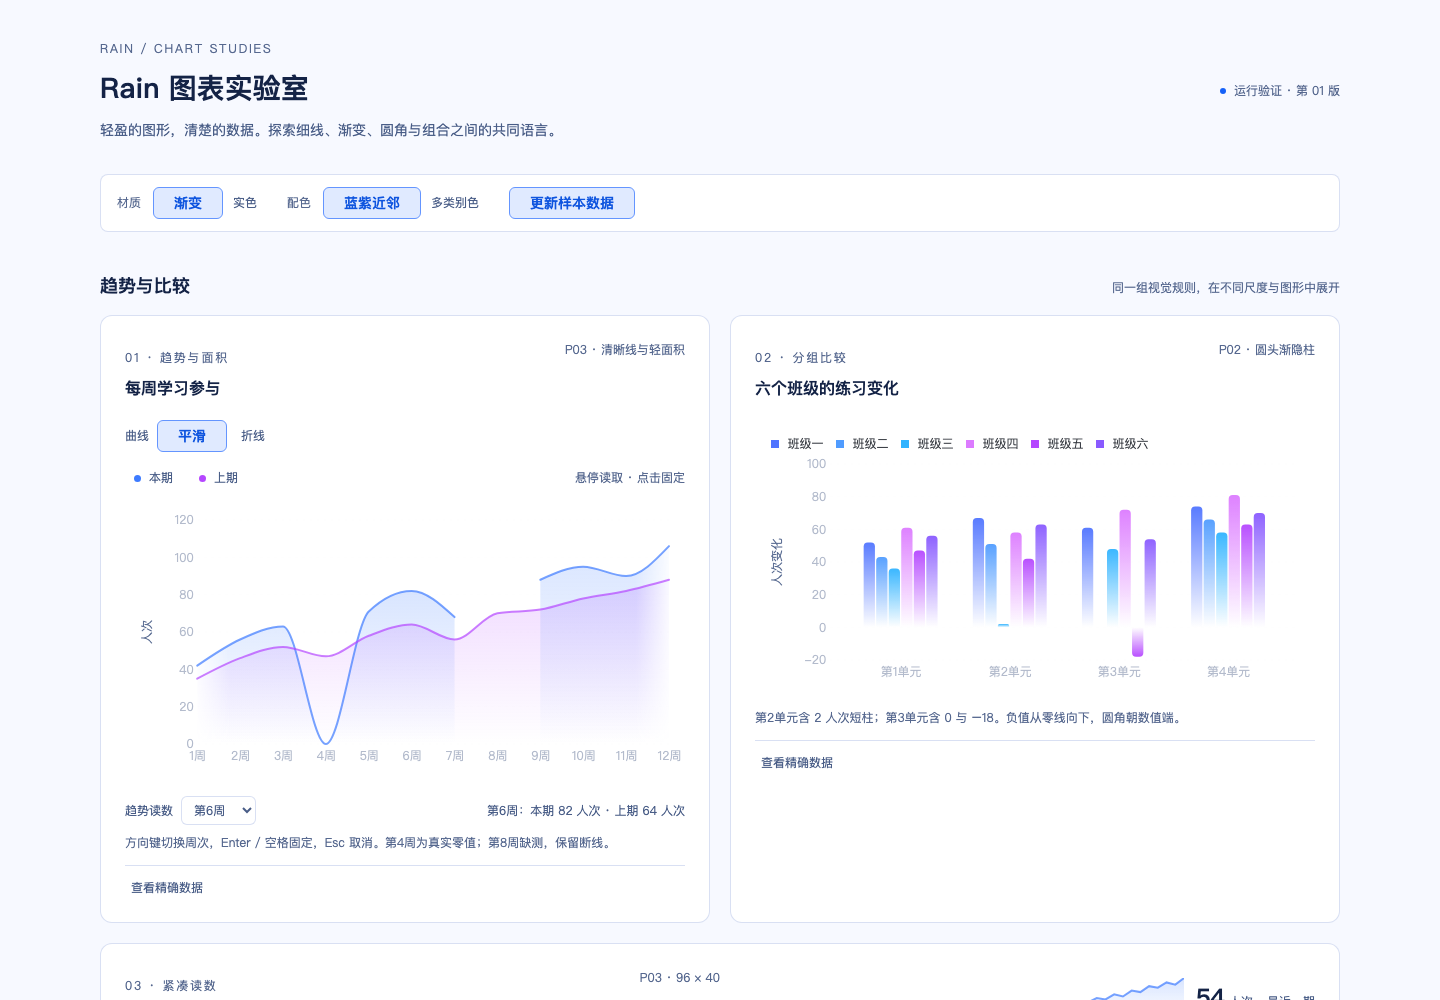 RAIN / CHART STUDIES
Rain 图表实验室
运行验证 · 第 01 版
轻盈的图形，清楚的数据。探索细线、渐变、圆角与组合之间的共同语言。
材质 渐变 实色 配色 蓝紫近邻 多类别色 更新样本数据
趋势与比较
同一组视觉规则，在不同尺度与图形中展开
01 · 趋势与面积
P03 · 清晰线与轻面积
每周学习参与
曲线 平滑 折线
本期 上期
悬停读取 · 点击固定
120
100
80
60
40
20
0
人次
1周 2周 3周 4周 5周 6周 7周 8周 9周 10周 11周 12周
趋势读数 第6周
第6周：本期 82 人次 · 上期 64 人次
方向键切换周次，Enter / 空格固定，Esc 取消。第4周为真实零值；第8周缺测，保留断线。
查看精确数据
02 · 分组比较
P02 · 圆头渐隐柱
六个班级的练习变化
班级一 班级二 班级三 班级四 班级五 班级六
100
80
60
40
20
0
−20
人次变化
第1单元 第2单元 第3单元 第4单元
第2单元含 2 人次短柱；第3单元含 0 与 −18。负值从零线向下，圆角朝数值端。
查看精确数据
03 · 紧凑读数
P03 · 96 × 40
54